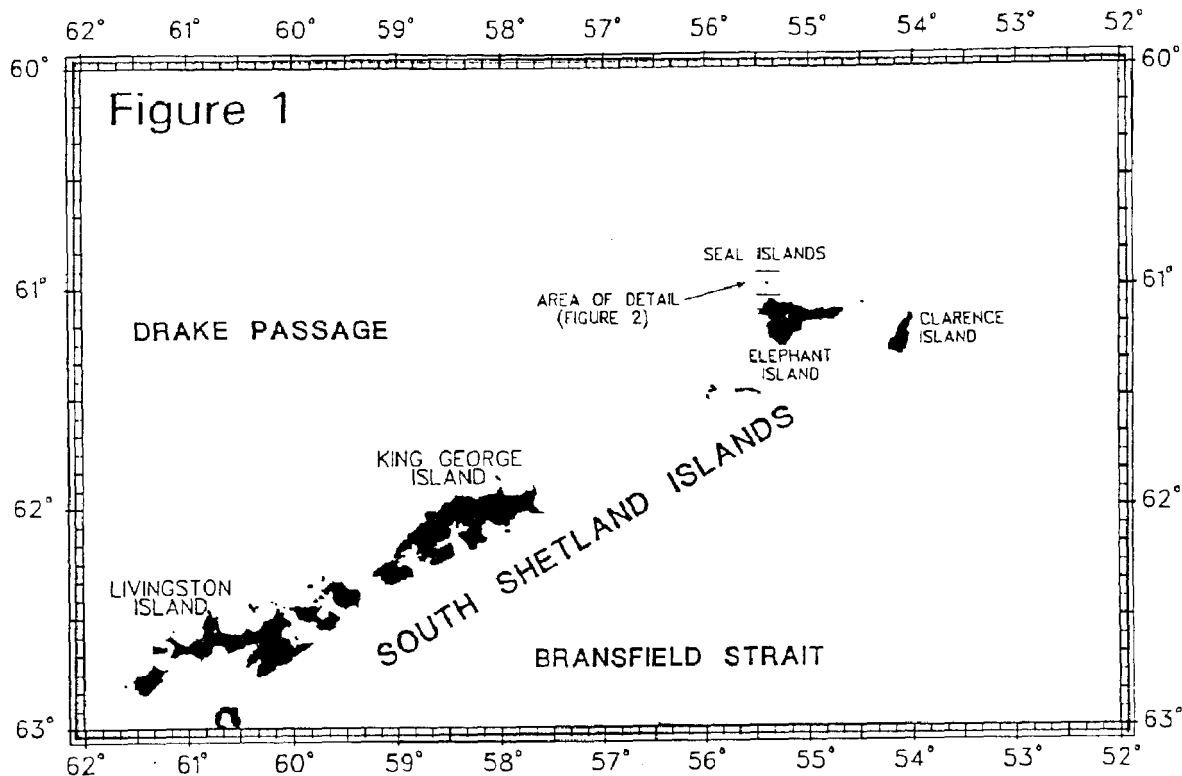 62° 61° 60° 59° 58° 57° 56° 55° 54° 53° 52°
60° 60°
Figure 1
SEAL ISLANDS
61° 61°
AREA OF DETAIL
(FIGURE 2)
DRAKE PASSAGE
CLARENCE
ISLAND
ELEPHANT
ISLAND
KING GEORGE
ISLAND
62° 62°
SOUTH SHETLAND ISLANDS
LIVINGSTON
ISLAND
BRANSFIELD STRAIT
63° 63°
62° 61° 60° 59° 58° 57° 56° 55° 54° 53° 52°